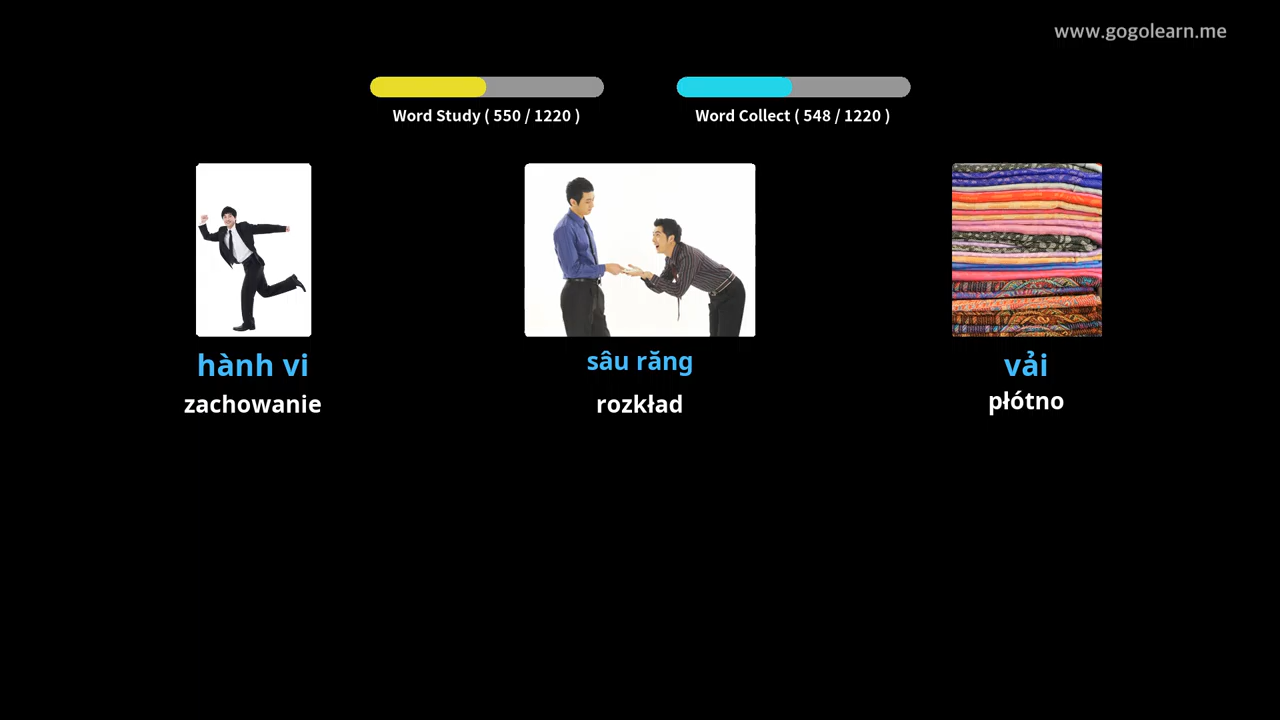 www.gogolearn.me
Word Study ( 550 / 1220 )
Word Collect ( 548 / 1220 )
hành vi
zachowanie
sâu răng
rozkład
vải
płótno